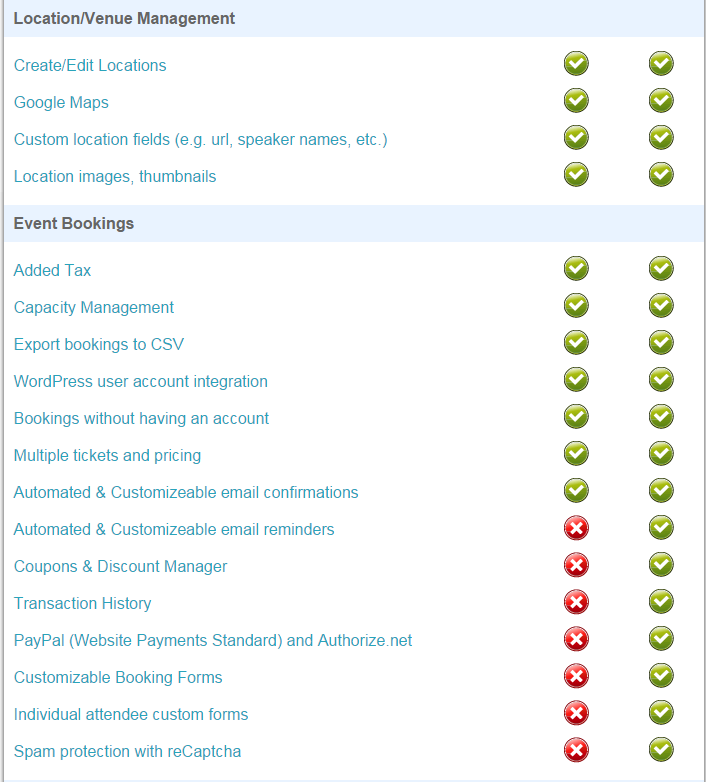 Location/Venue Management
Create/Edit Locations
Google Maps
Custom location fields (e.g. url, speaker names, etc.)
Location images, thumbnails
Event Bookings
Added Tax
Capacity Management
Export bookings to CSV
WordPress user account integration
Bookings without having an account
Multiple tickets and pricing
Automated & Customizeable email confirmations
Automated & Customizeable email reminders
Coupons & Discount Manager
Transaction History
PayPal (Website Payments Standard) and Authorize.net
Customizable Booking Forms
Individual attendee custom forms
Spam protection with reCaptcha